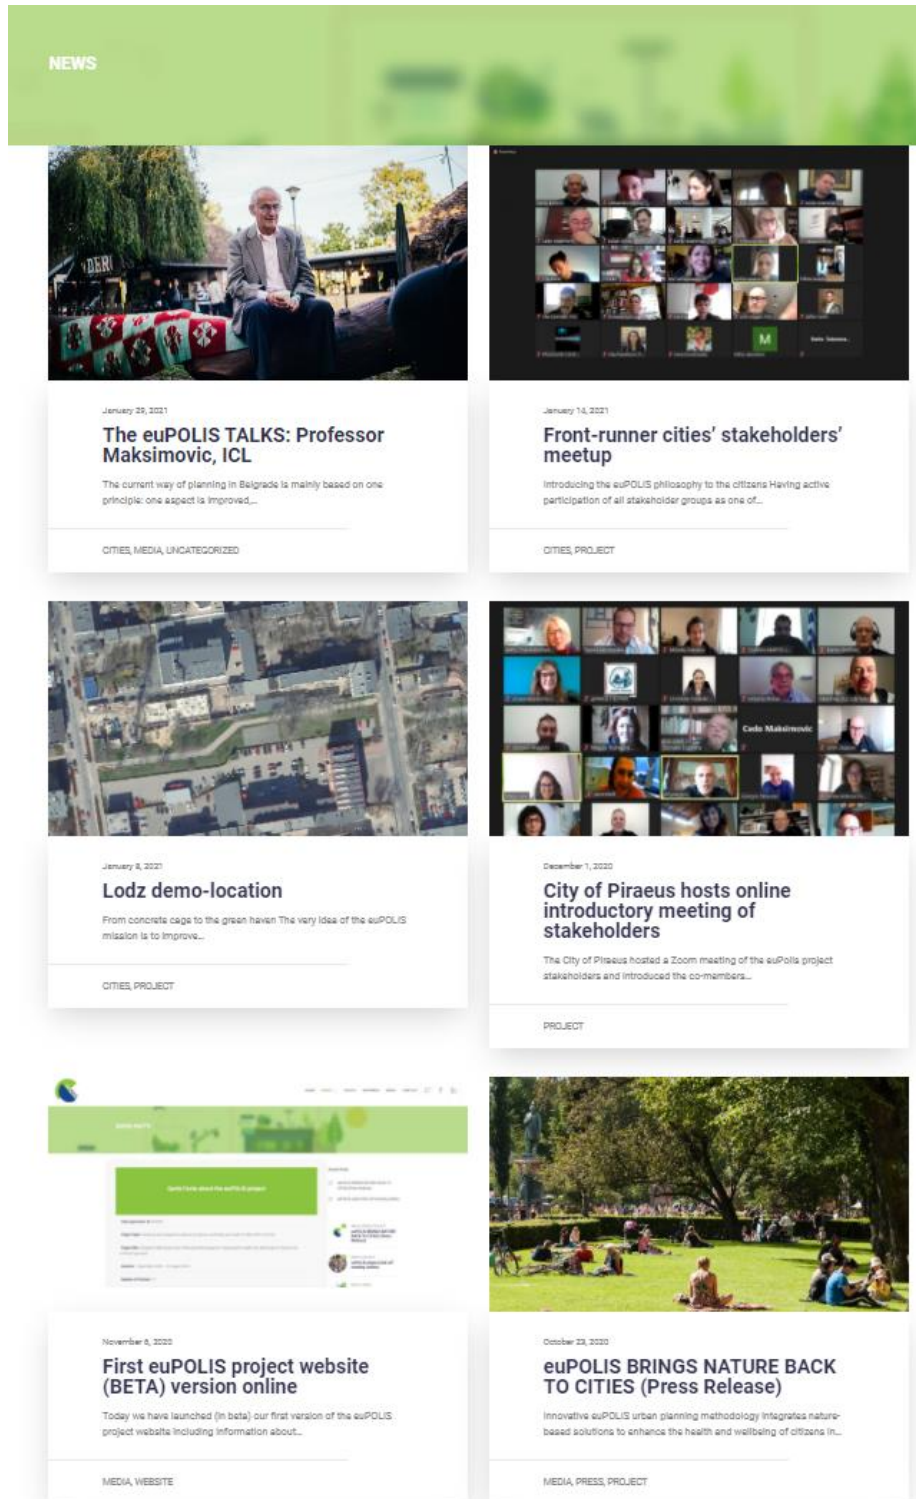 NEWS
DERI
January 29, 2021
The euPOLIS TALKS: Professor
Maksimovic, ICL
The current way of planning in Belgrade is mainly based on one
principle: one aspect is improved,...
CITIES, MEDIA, UNCATEGORIZED
M
January 14, 2021
Front-runner cities' stakeholders'
meetup
Introducing the euPOLIS philosophy to the citizens Having active
participation of all stakeholder groups as one of...
CITIES, PROJECT
January 8, 2021
Lodz demo-location
From concrete cage to the green haven The very idea of the euPOLIS
mission is to improve...
CITIES, PROJECT
Cedo Maksimovic
December 1, 2020
City of Piraeus hosts online
introductory meeting of
stakeholders
The City of Piraeus hosted a Zoom meeting of the euPolis project
stakeholders and introduced the co-members...
PROJECT
November 6, 2020
First euPOLIS project website
(BETA) version online
Today we have launched (in beta) our first version of the euPOLIS
project website including information about...
MEDIA, WEBSITE
October 23, 2020
euPOLIS BRINGS NATURE BACK
TO CITIES (Press Release)
Innovative euPOLIS urban planning methodology integrates nature-
based solutions to enhance the health and wellbeing of citizens in...
MEDIA, PRESS, PROJECT